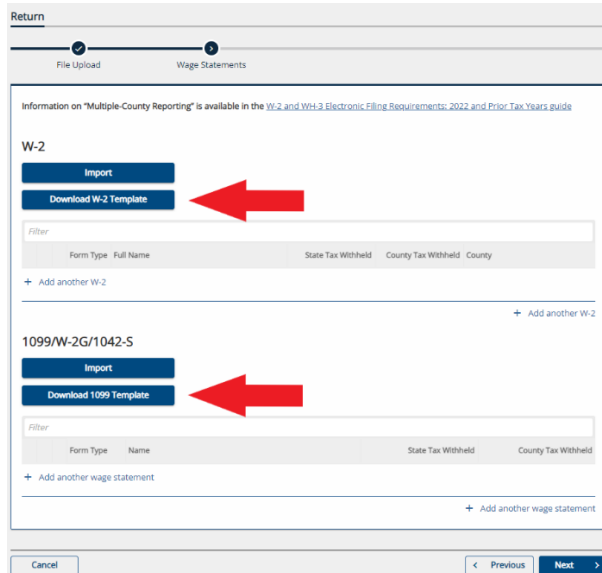 Return
File Upload
Wage Statements
Information on "Multiple-County Reporting" is available in the W-2 and WH-3 Electronic Filing Requirements: 2022 and Prior Tax Years guide
W-2
Import
Download W-2 Template
Filter
Form Type Full Name State Tax Withheld County Tax Withheld County
+ Add another W-2
+ Add another W-2
1099/W-2G/1042-S
Import
Download 1099 Template
Filter
Form Type Name State Tax Withheld County Tax Withheld
+ Add another wage statement
+ Add another wage statement
Cancel < Previous Next >